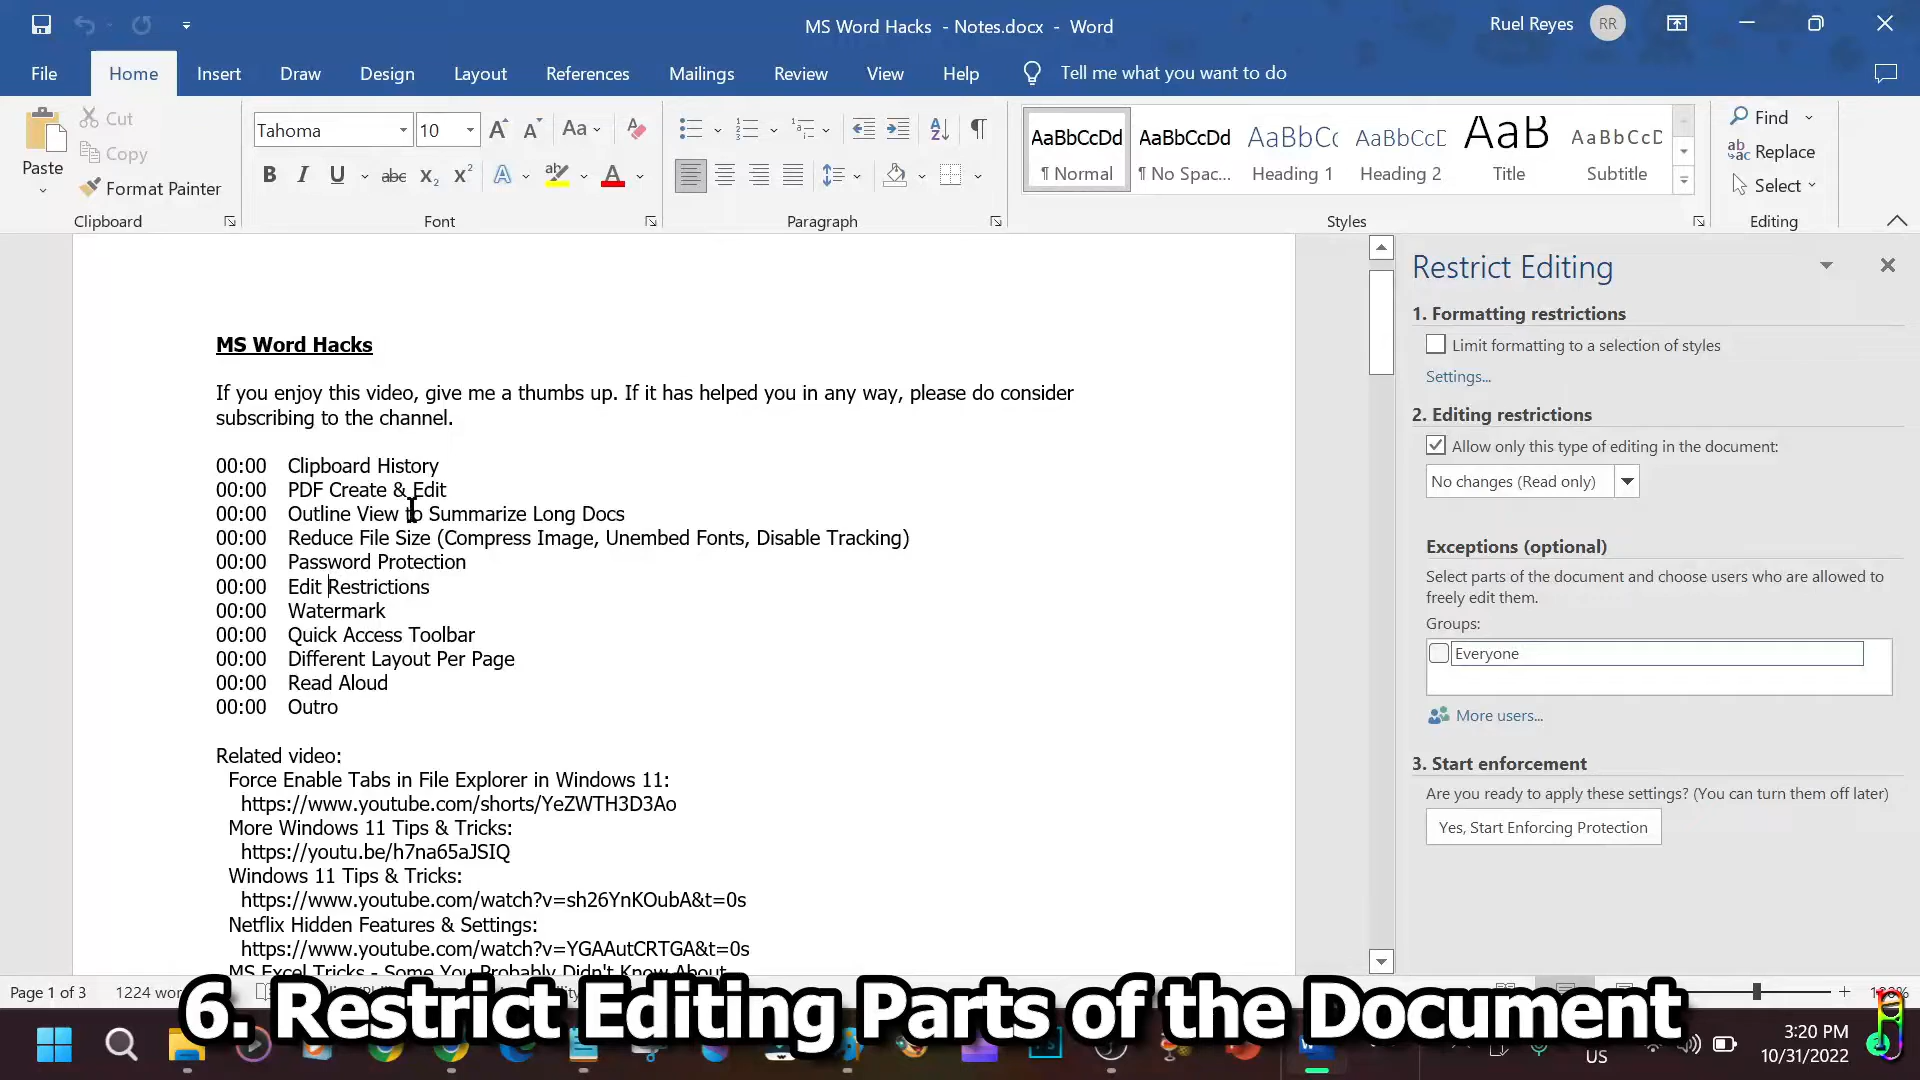 MS Word Hacks - Notes.docx - Word
Ruel Reyes
RR
File Home Insert Draw Design Layout References Mailings Review View Help Tell me what you want to do
Paste
Cut
Copy
Format Painter
Clipboard
Tahoma
10
Aa
B I U abc X₂ X²
A
A
Font
Paragraph
AaBbCcDd AaBbCcDd AaBbCc AaBbCcD AaB AaBbCcD
¶ Normal ¶ No Spac... Heading 1 Heading 2 Title Subtitle
Styles
Find
Replace
Select
Editing
MS Word Hacks
If you enjoy this video, give me a thumbs up. If it has helped you in any way, please do consider
subscribing to the channel.
00:00 Clipboard History
00:00 PDF Create & Edit
00:00 Outline View to Summarize Long Docs
00:00 Reduce File Size (Compress Image, Unembed Fonts, Disable Tracking)
00:00 Password Protection
00:00 Edit Restrictions
00:00 Watermark
00:00 Quick Access Toolbar
00:00 Different Layout Per Page
00:00 Read Aloud
00:00 Outro
Related video:
Force Enable Tabs in File Explorer in Windows 11:
https://www.youtube.com/shorts/YeZWTH3D3Ao
More Windows 11 Tips & Tricks:
https://youtu.be/h7na65aJSIQ
Windows 11 Tips & Tricks:
https://www.youtube.com/watch?v=sh26YnKOubA&t=0s
Netflix Hidden Features & Settings:
https://www.youtube.com/watch?v=YGAAutCRTGA&t=0s
MS Excel Tricks - Some You Probably Didn't Know About
Restrict Editing
1. Formatting restrictions
Limit formatting to a selection of styles
Settings...
2. Editing restrictions
Allow only this type of editing in the document:
No changes (Read only)
Exceptions (optional)
Select parts of the document and choose users who are allowed to
freely edit them.
Groups:
Everyone
More users...
3. Start enforcement
Are you ready to apply these settings? (You can turn them off later)
Yes, Start Enforcing Protection
Page 1 of 3
1224
6. Restrict Editing Parts of the Document
US
3:20 PM
10/31/2022